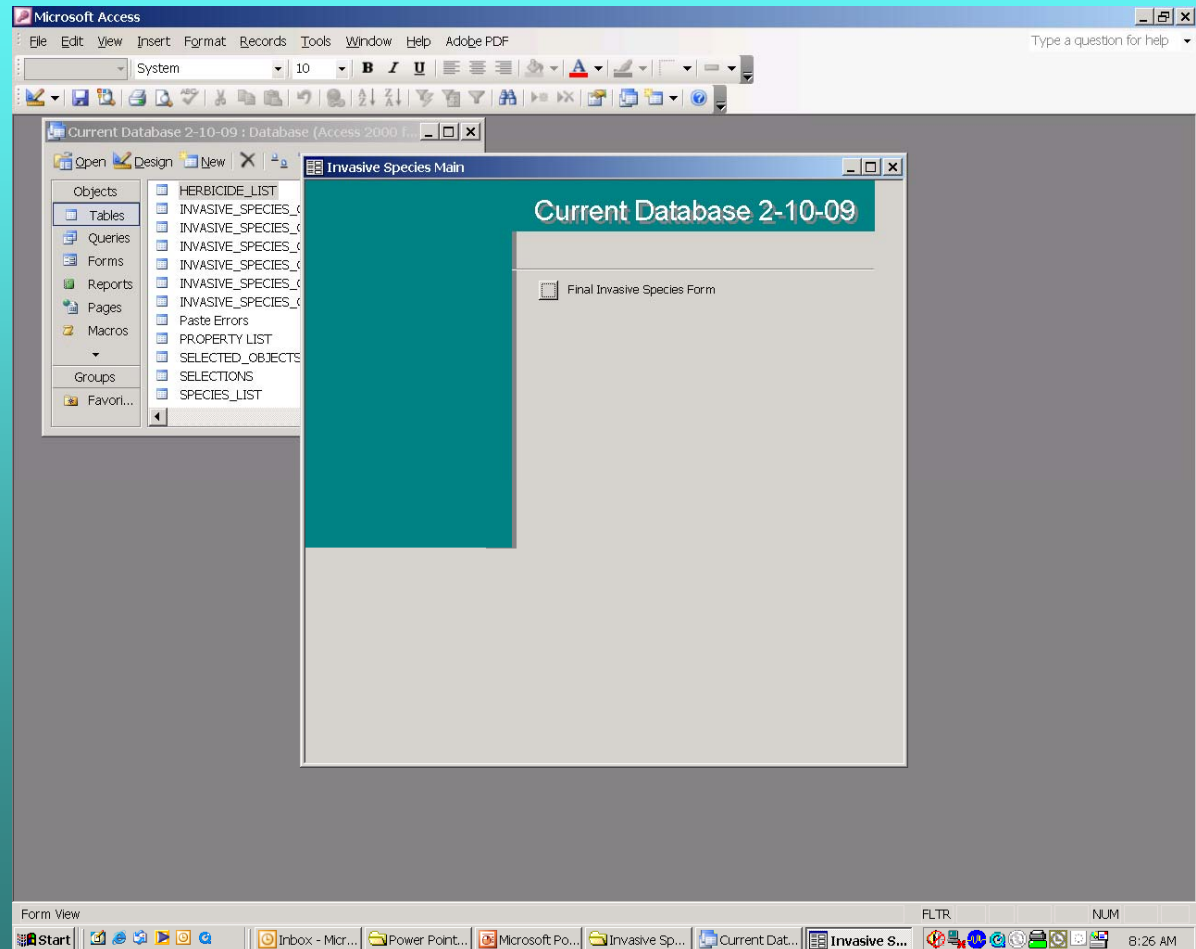 Microsoft Access
File Edit View Insert Format Records Tools Window Help Adobe PDF
Type a question for help
System 10 B I U
Current Database 2-10-09 : Database (Access 2000 f...
Open Design New
Objects
Tables
Queries
Forms
Reports
Pages
Macros
Groups
Favori...
HERBICIDE_LIST
INVASIVE_SPECIES_
INVASIVE_SPECIES_
INVASIVE_SPECIES_
INVASIVE_SPECIES_
INVASIVE_SPECIES_
INVASIVE_SPECIES_
Paste Errors
PROPERTY LIST
SELECTED_OBJECTS
SELECTIONS
SPECIES_LIST
Invasive Species Main
Current Database 2-10-09
Final Invasive Species Form
Form View
FLTR
NUM
Start
Inbox - Micr...
Power Point...
Microsoft Po...
Invasive Sp...
Current Dat...
Invasive S...
8:26 AM